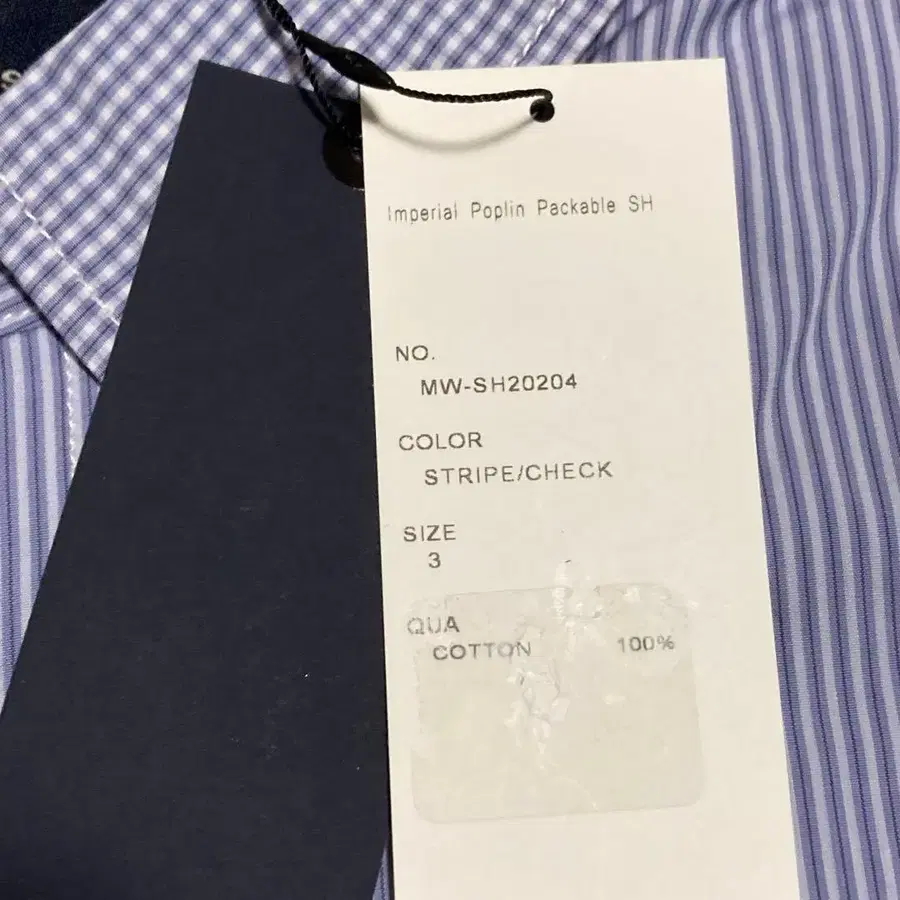 Imperial Poplin Packable SH
NO.
MW-SH20204
COLOR
STRIPE/CHECK
SIZE
3
QUA
COTTON 100%